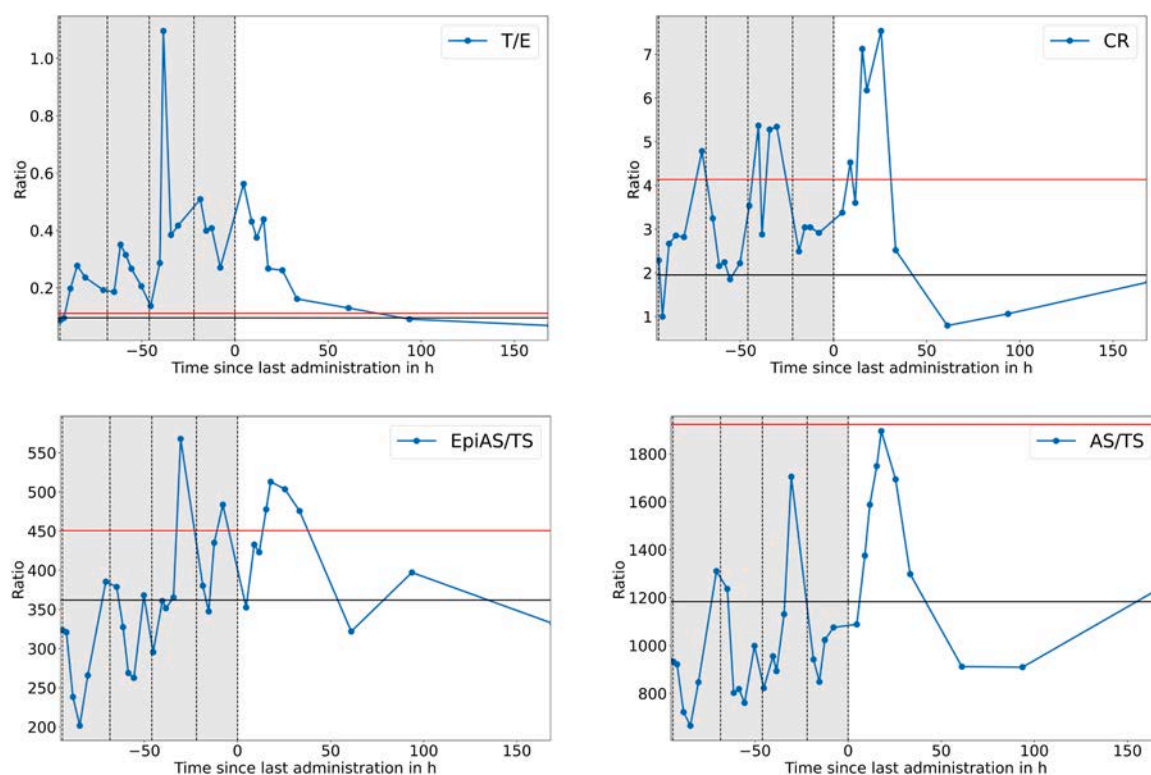 T/E
1.0
0.8
0.6
0.4
0.2
Ratio
−50 0 50 100 150
Time since last administration in h
CR
7
6
5
4
3
2
1
Ratio
−50 0 50 100 150
Time since last administration in h
EpiAS/TS
550
500
450
400
350
300
250
200
Ratio
−50 0 50 100 150
Time since last administration in h
AS/TS
1800
1600
1400
1200
1000
800
Ratio
−50 0 50 100 150
Time since last administration in h